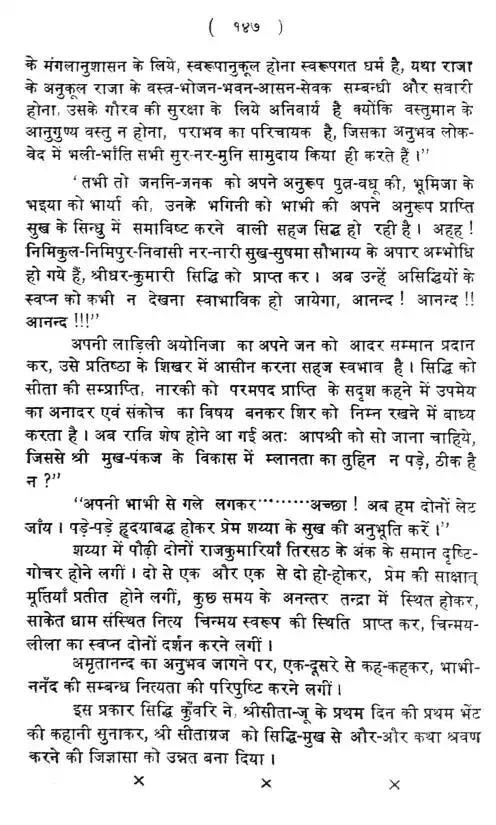 ( १४७ )
के मंगलानुशासन के लिये, स्वरूपानुकूल होना स्वरूपगत धर्म है, यथा राजा
के अनुकूल राजा के वस्त्र-भोजन-भवन-आसन-सेवक सम्बन्धी और सवारी
होना, उसके गौरव की सुरक्षा के लिये अनिवार्य है क्योंकि वस्तुमान के
आनुगुण्य वस्तु न होना, पराभव का परिचायक है, जिसका अनुभव लोक-
वेद में भली-भाँति सभी सुर-नर-मुनि सामुदाय किया ही करते हैं।”
'तभी तो जननि-जनक को अपने अनुरूप पुत्र-वधू की, भूमिजा के
भइया को भार्या की, उनके भगिनी को भाभी की अपने अनुरूप प्राप्ति
सुख के सिन्धु में समाविष्ट करने वाली सहज सिद्ध हो रही है। अहह!
निमिकुल-निमिपुर-निवासी नर-नारी सुख-सुषमा सौभाग्य के अपार अम्भोधि
हो गये हैं, श्रीधर-कुमारी सिद्धि को प्राप्त कर। अब उन्हें असिद्धियों के
स्वप्न को कभी न देखना स्वाभाविक हो जायेगा, आनन्द! आनन्द!!
आनन्द!!!”
अपनी लाड़िली अयोनिजा का अपने जन को आदर सम्मान प्रदान
कर, उसे प्रतिष्ठा के शिखर में आसीन करना सहज स्वभाव है। सिद्धि को
सीता की सम्प्राप्ति, नारकी को परमपद प्राप्ति के सदृश कहने में उपमेय
का अनादर एवं संकोच का विषय बनकर शिर को निम्न रखने में बाध्य
करता है। अब रात्रि शेष होने आ गई अतः आपश्री को सो जाना चाहिये,
जिससे श्री मुख-पंकज के विकास में म्लानता का तुहिन न पड़े, ठीक है
न?”
“अपनी भाभी से गले लगकर·········अच्छा! अब हम दोनों लेट
जाँय। पड़े-पड़े हृदयाबद्ध होकर प्रेम शय्या के सुख की अनुभूति करें।”
शय्या में पौढ़ी दोनों राजकुमारियाँ तिरसठ के अंक के समान दृष्टि-
गोचर होने लगीं। दो से एक और एक से दो हो-होकर, प्रेम की साक्षात्
मूर्तियाँ प्रतीत होने लगीं, कुछ समय के अनन्तर तन्द्रा में स्थित होकर,
साकेत धाम संस्थित नित्य चिन्मय स्वरूप की स्थिति प्राप्त कर, चिन्मय-
लीला का स्वप्न दोनों दर्शन करने लगीं।
अमृतानन्द का अनुभव जागने पर, एक-दूसरे से कह-कहकर, भाभी-
ननँद की सम्बन्ध नित्यता की परिपुष्टि करने लगीं।
इस प्रकार सिद्धि कुँवरि ने, श्रीसीता-जू के प्रथम दिन की प्रथम भेंट
की कहानी सुनाकर, श्री सीताग्रज को सिद्धि-मुख से और-और कथा श्रवण
करने की जिज्ञासा को उन्नत बना दिया।
× × ×